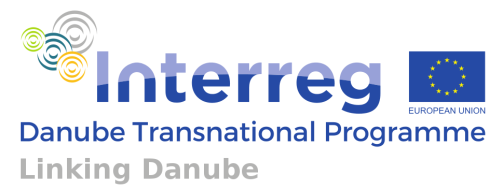 Interreg
EUROPEAN UNION
Danube Transnational Programme
Linking Danube